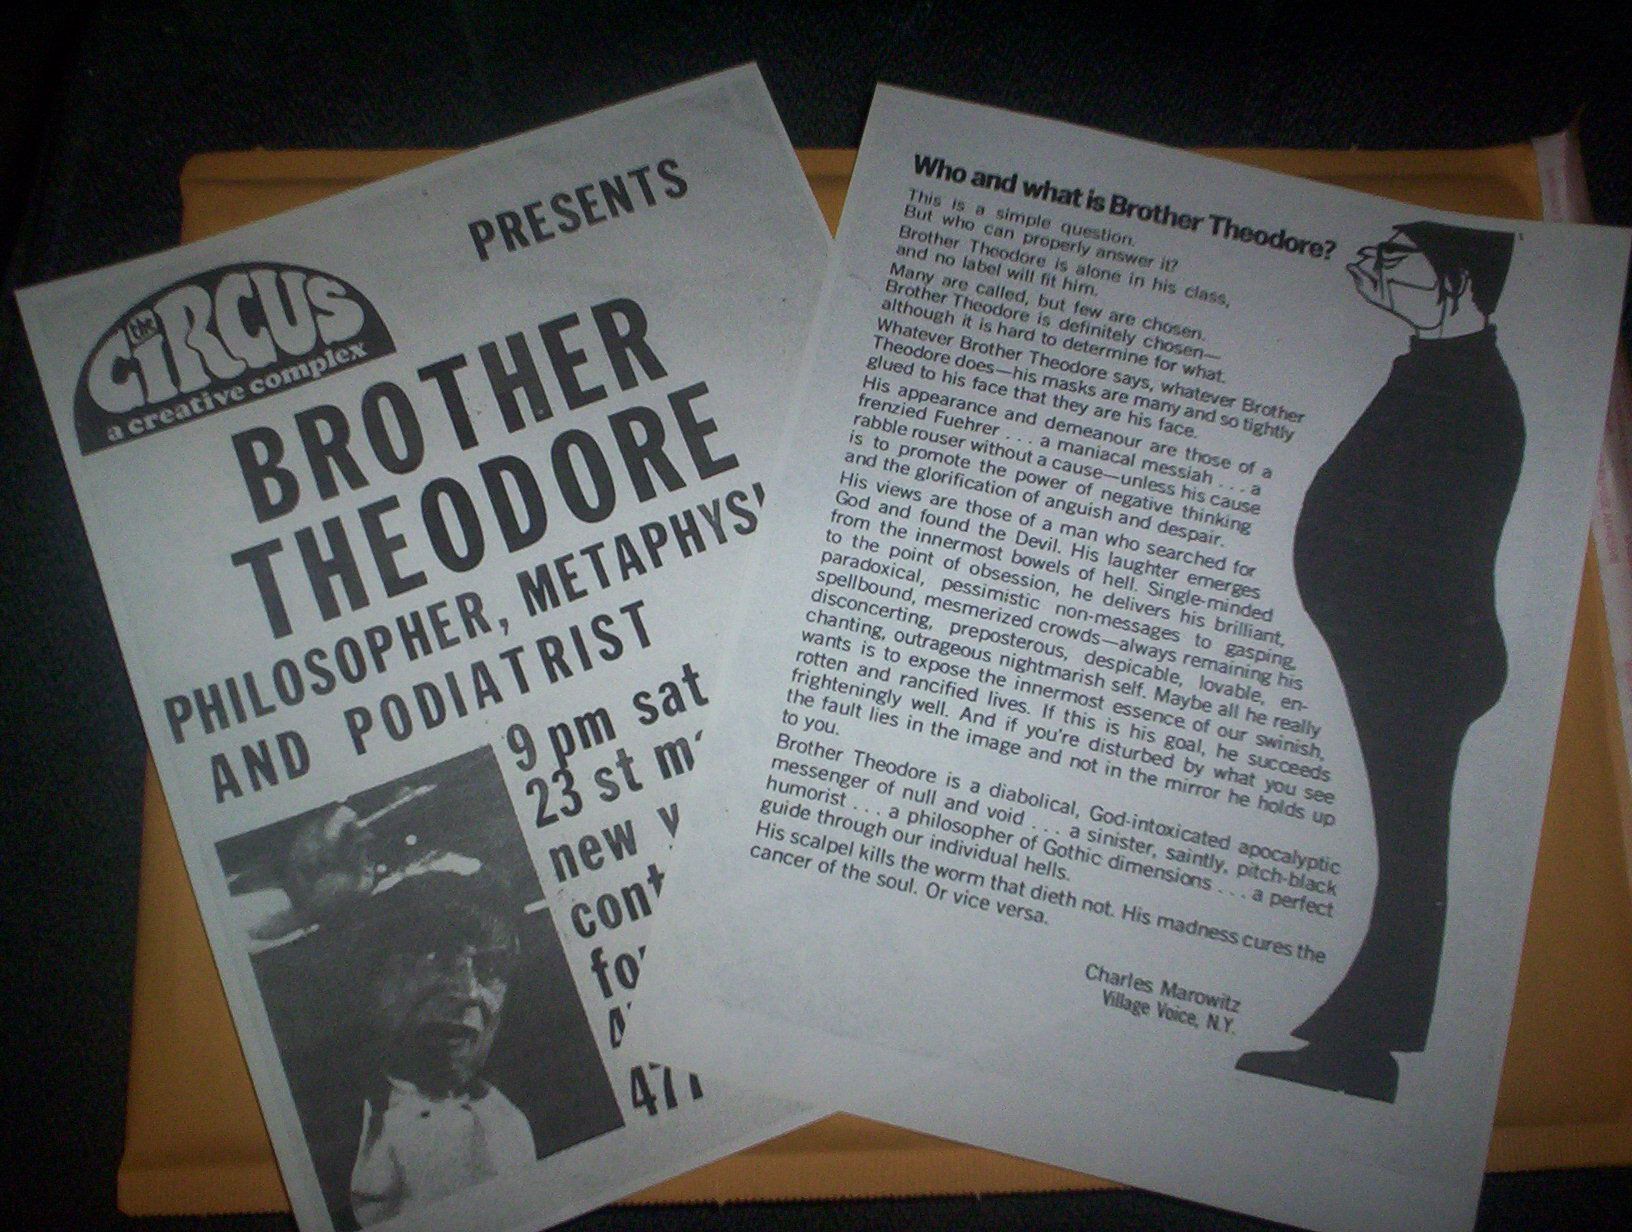 the
CiRCUS
a creative complex
PRESENTS
BROTHER
THEODORE
PHILOSOPHER, METAPHYS
AND PODIATRIST
9 pm sat
23 st
new
cont
Who and what is Brother Theodore?
This is a simple question.
But who can properly answer it?
Brother Theodore is alone in his class,
and no label will fit him.
Many are called, but few are chosen.
Brother Theodore is definitely chosen—
although it is hard to determine for what.
Whatever Brother Theodore says, whatever Brother
Theodore does—his masks are many and so tightly
glued to his face that they are his face.
His appearance and demeanour are those of a
frenzied Fuehrer . . . a maniacal messiah . . . a
rabble rouser without a cause—unless his cause
is to promote the power of negative thinking
and the glorification of anguish and despair.
His views are those of a man who searched for
God and found the Devil. His laughter emerges
from the innermost bowels of hell. Single-minded
to the point of obsession, he delivers his brilliant,
paradoxical, pessimistic non-messages to gasping,
spellbound, mesmerized crowds—always remaining his
disconcerting, preposterous, despicable, lovable, en-
chanting, outrageous nightmarish self. Maybe all he really
wants is to expose the innermost essence of our swinish,
rotten and rancified lives. If this is his goal, he succeeds
frighteningly well. And if you're disturbed by what you see
the fault lies in the image and not in the mirror he holds up
to you.
Brother Theodore is a diabolical, God-intoxicated apocalyptic
messenger of null and void . . . a sinister, saintly, pitch-black
humorist . . . a philosopher of Gothic dimensions . . . a perfect
guide through our individual hells.
His scalpel kills the worm that dieth not. His madness cures the
cancer of the soul. Or vice versa.
Charles Marowitz
Village Voice, N.Y.